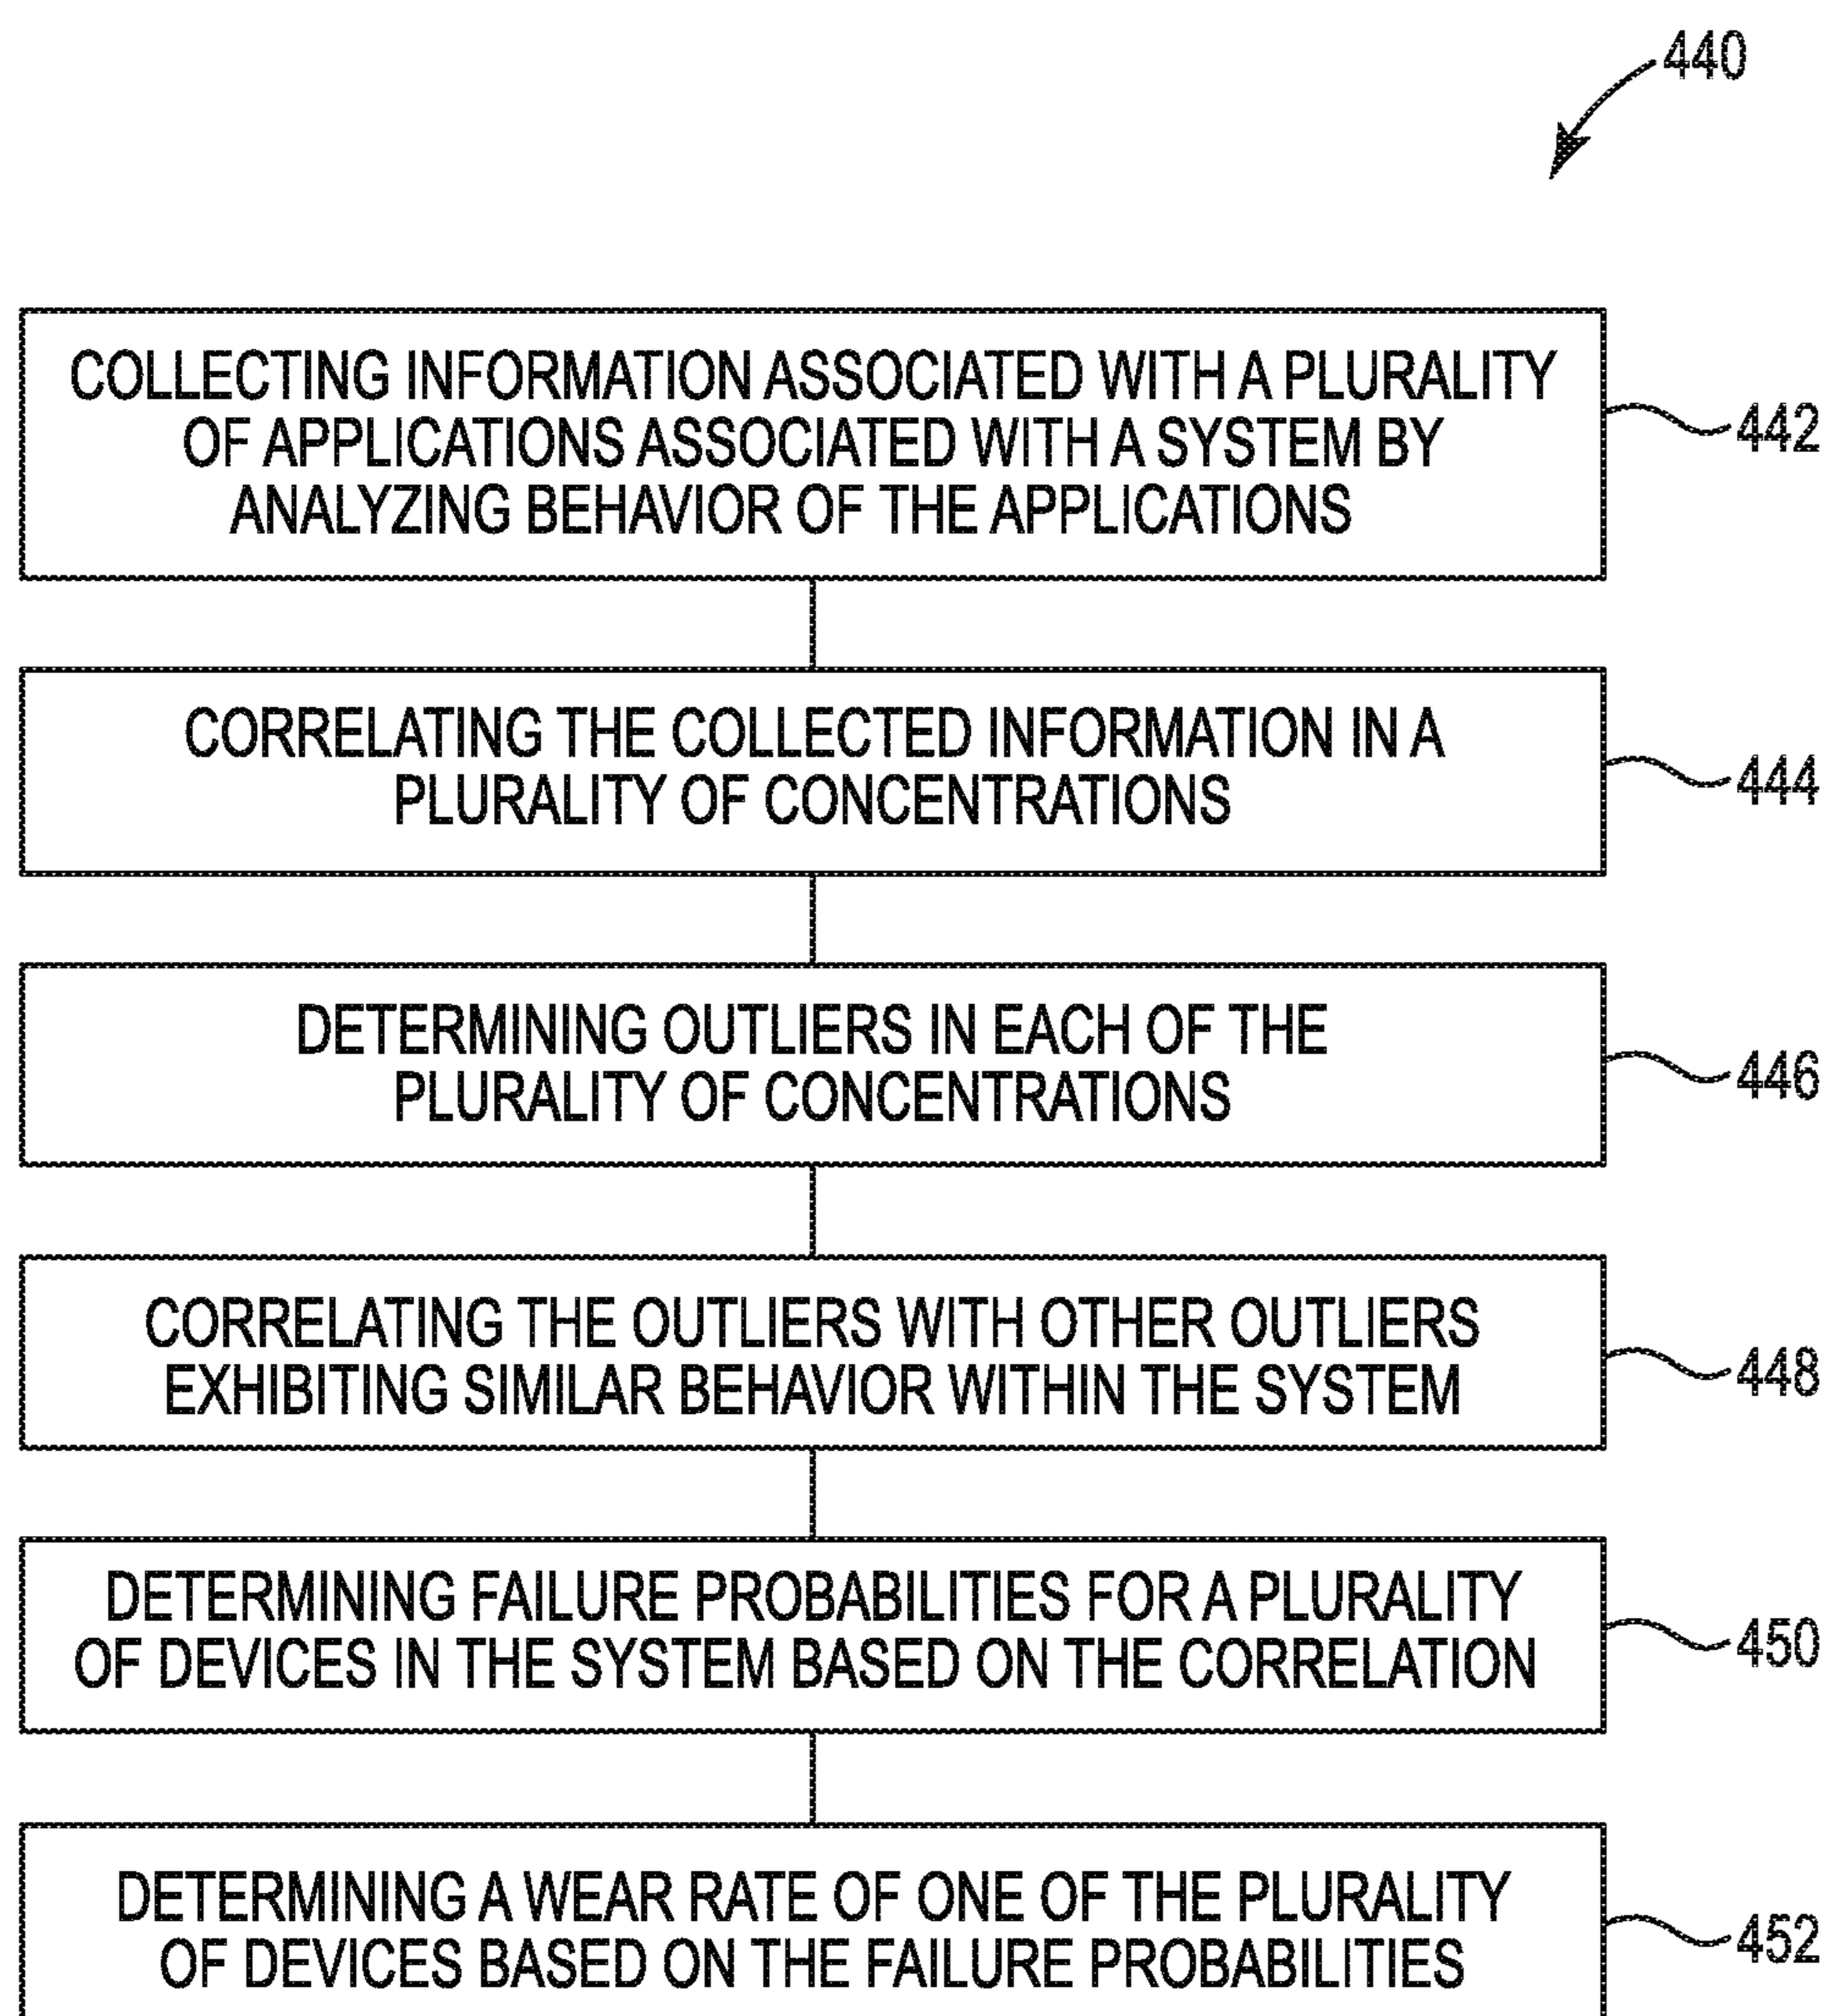 440
COLLECTING INFORMATION ASSOCIATED WITH A PLURALITY
OF APPLICATIONS ASSOCIATED WITH A SYSTEM BY
ANALYZING BEHAVIOR OF THE APPLICATIONS
442
CORRELATING THE COLLECTED INFORMATION IN A
PLURALITY OF CONCENTRATIONS
444
DETERMINING OUTLIERS IN EACH OF THE
PLURALITY OF CONCENTRATIONS
446
CORRELATING THE OUTLIERS WITH OTHER OUTLIERS
EXHIBITING SIMILAR BEHAVIOR WITHIN THE SYSTEM
448
DETERMINING FAILURE PROBABILITIES FOR A PLURALITY
OF DEVICES IN THE SYSTEM BASED ON THE CORRELATION
450
DETERMINING A WEAR RATE OF ONE OF THE PLURALITY
OF DEVICES BASED ON THE FAILURE PROBABILITIES
452